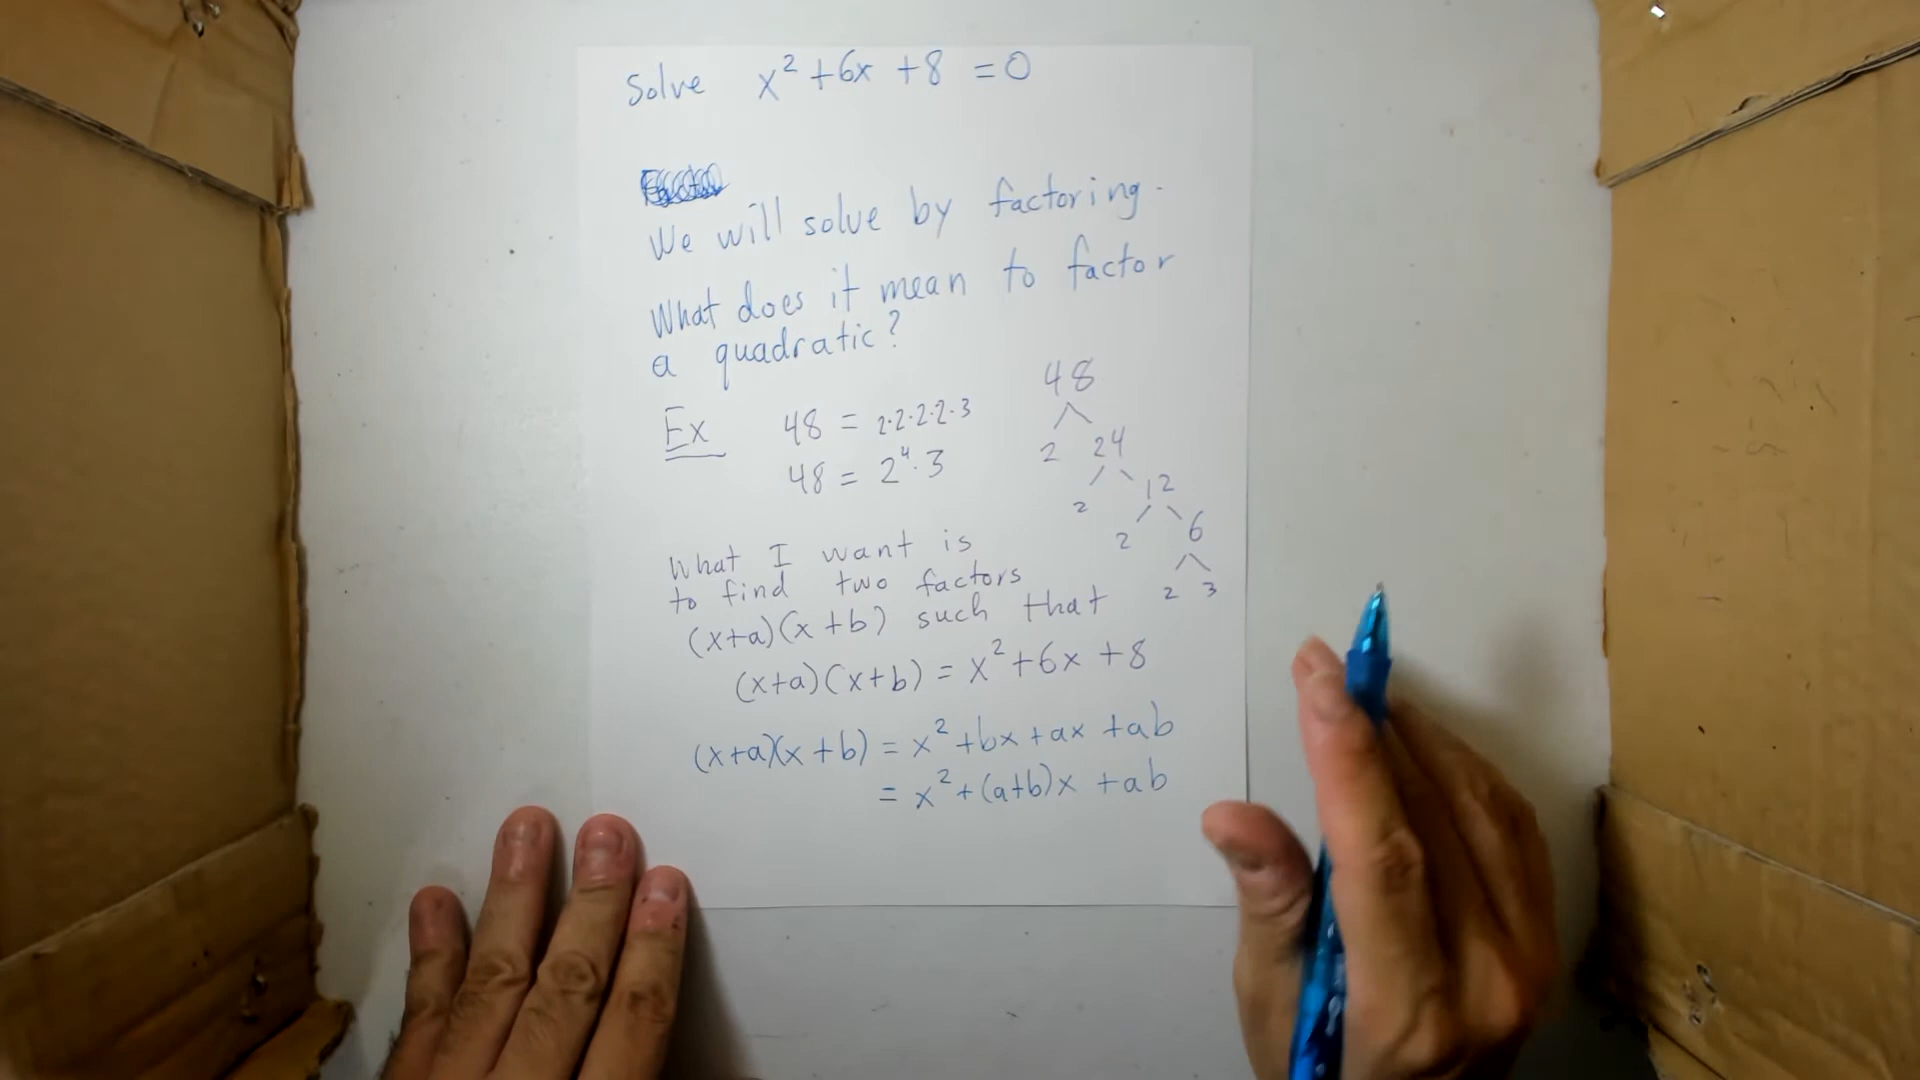 Solve x² + 6x + 8 = 0
We will solve by factoring.
What does it mean to factor
a quadratic?
Ex 48 = 2·2·2·2·3
48 = 2⁴·3
48
2 24
2 12
2 6
2 3
What I want is
to find two factors
(x+a)(x+b) such that
(x+a)(x+b) = x² + 6x + 8
(x+a)(x+b) = x² + bx + ax + ab
= x² + (a+b)x + ab